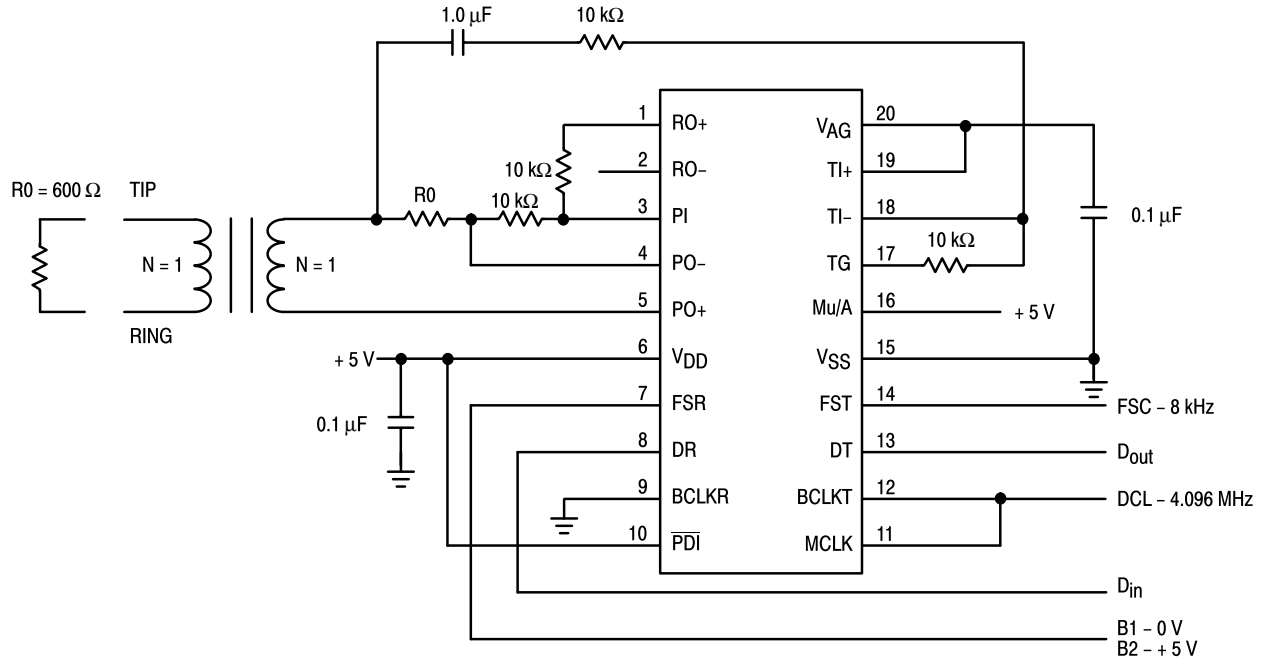 1.0 μF
10 kΩ
1
RO+
VAG
20
10 kΩ
2
RO–
TI+
19
R0 = 600 Ω
TIP
R0
10 kΩ
3
PI
TI–
18
0.1 μF
N = 1
N = 1
4
PO–
TG
17
10 kΩ
5
PO+
Mu/A
16
+ 5 V
RING
+ 5 V
6
VDD
VSS
15
7
FSR
FST
14
FSC – 8 kHz
0.1 μF
8
DR
DT
13
Dout
9
BCLKR
BCLKT
12
DCL – 4.096 MHz
10
PDI
MCLK
11
Din
B1 – 0 V
B2 – + 5 V